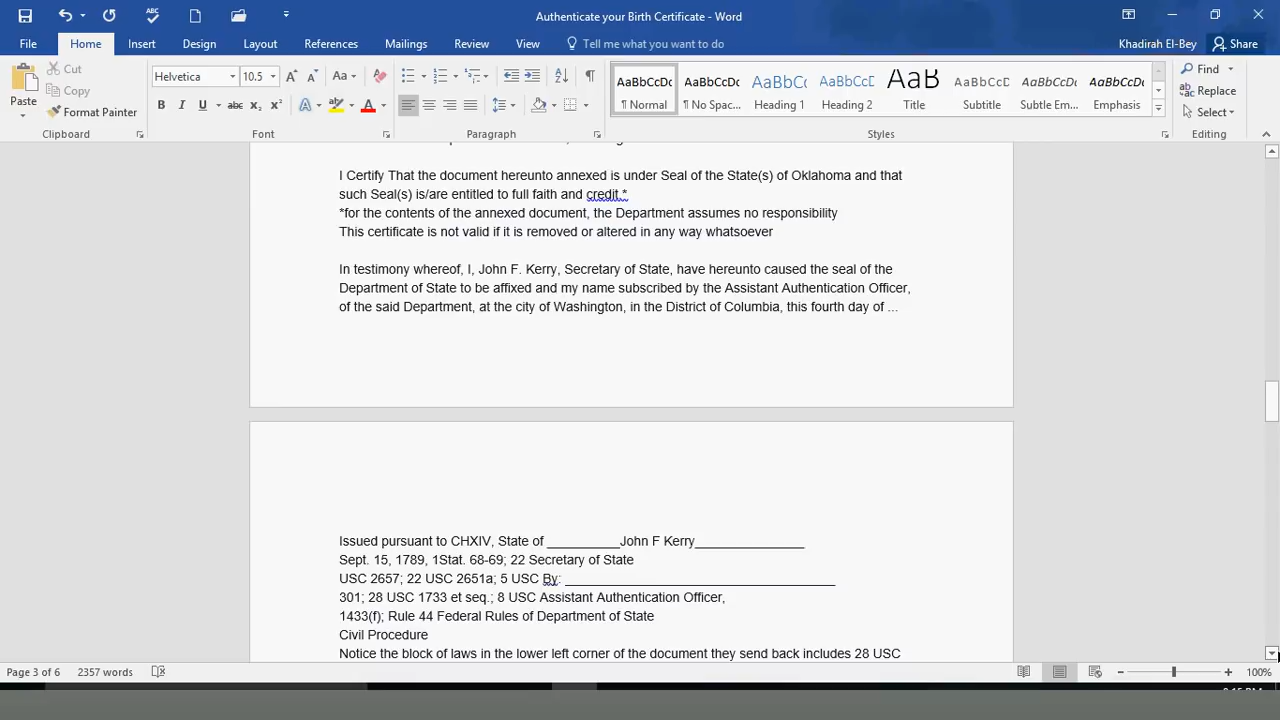 Authenticate your Birth Certificate - Word
File
Home
Insert
Design
Layout
References
Mailings
Review
View
Tell me what you want to do
Khadirah El-Bey
Share
Paste
Cut
Copy
Format Painter
Clipboard
Helvetica
10.5
Font
Paragraph
AaBbCcDc
¶ Normal
AaBbCcDc
¶ No Spac...
AaBbCc
Heading 1
AaBbCcD
Heading 2
AaB
Title
AaBbCcD
Subtitle
AaBbCcDc
Subtle Em...
AaBbCcDc
Emphasis
Styles
Find
Replace
Select
Editing
I Certify That the document hereunto annexed is under Seal of the State(s) of Oklahoma and that
such Seal(s) is/are entitled to full faith and credit.*
*for the contents of the annexed document, the Department assumes no responsibility
This certificate is not valid if it is removed or altered in any way whatsoever
In testimony whereof, I, John F. Kerry, Secretary of State, have hereunto caused the seal of the
Department of State to be affixed and my name subscribed by the Assistant Authentication Officer,
of the said Department, at the city of Washington, in the District of Columbia, this fourth day of ...
Issued pursuant to CHXIV, State of __________John F Kerry_______________
Sept. 15, 1789, 1Stat. 68-69; 22 Secretary of State
USC 2657; 22 USC 2651a; 5 USC By: _____________________________________
301; 28 USC 1733 et seq.; 8 USC Assistant Authentication Officer,
1433(f); Rule 44 Federal Rules of Department of State
Civil Procedure
Notice the block of laws in the lower left corner of the document they send back includes 28 USC
Page 3 of 6
2357 words
100%